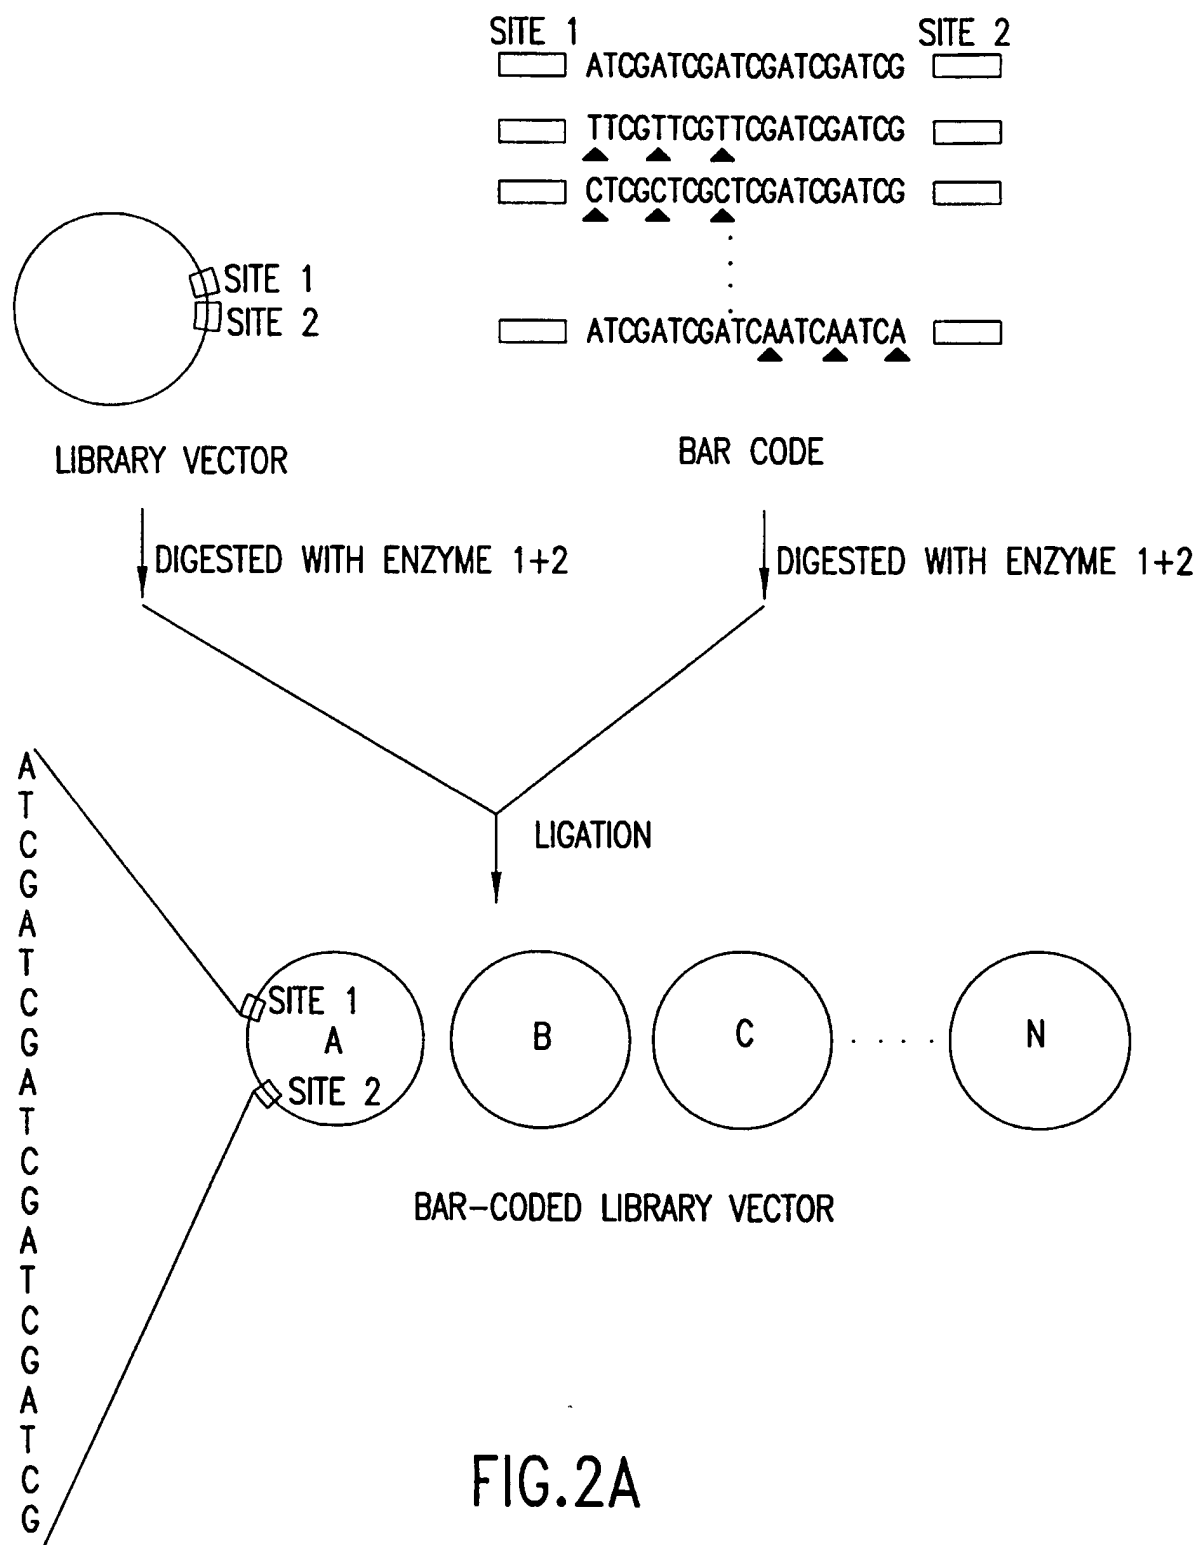 SITE 1 SITE 2
ATCGATCGATCGATCGATCG
TTCGTTCGTTCGATCGATCG
CTCGCTCGCTCGATCGATCG
SITE 1
SITE 2
ATCGATCGATCAATCAATCA
LIBRARY VECTOR
BAR CODE
DIGESTED WITH ENZYME 1+2
DIGESTED WITH ENZYME 1+2
LIGATION
A
T
C
G
A
T
C
G
A
T
C
G
A
T
C
G
A
T
C
G
SITE 1
A
SITE 2
B
C
N
BAR-CODED LIBRARY VECTOR
FIG.2A